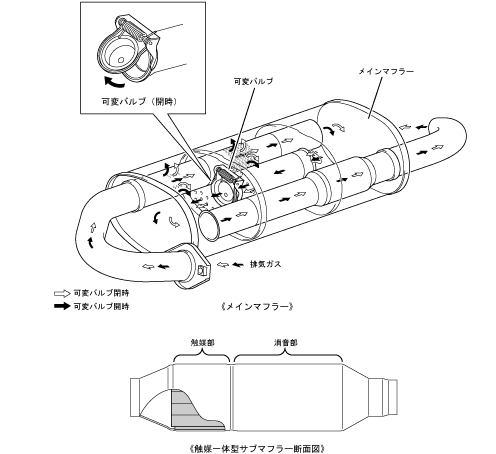 可変バルブ（開時）
可変バルブ
メインマフラー
排気ガス
可変バルブ閉時
可変バルブ開時
《メインマフラー》
触媒部
消音部
《触媒一体型サブマフラー断面図》